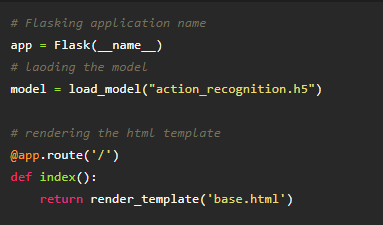 # Flasking application name
app = Flask(__name__)
# laoding the model
model = load_model("action_recognition.h5")
# rendering the html template
@app.route('/')
def index():
    return render_template('base.html')